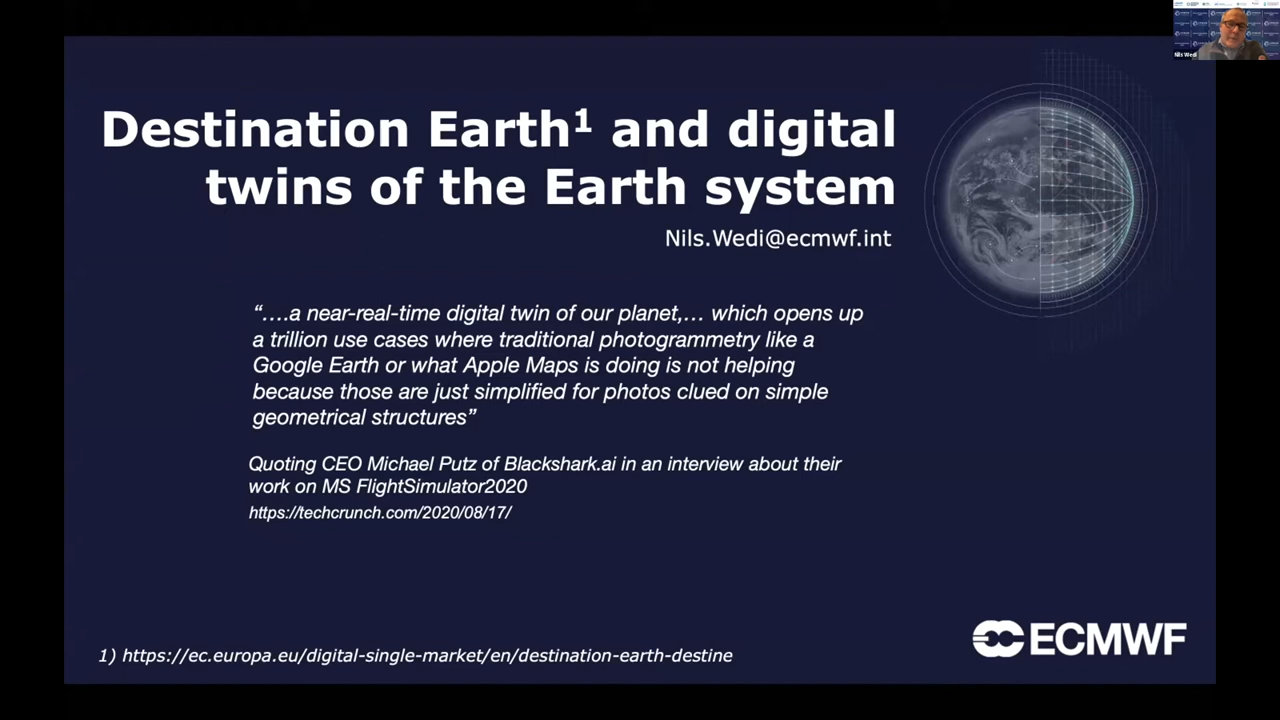 Destination Earth¹ and digital
twins of the Earth system
Nils.Wedi@ecmwf.int
“….a near-real-time digital twin of our planet,… which opens up
a trillion use cases where traditional photogrammetry like a
Google Earth or what Apple Maps is doing is not helping
because those are just simplified for photos clued on simple
geometrical structures”
Quoting CEO Michael Putz of Blackshark.ai in an interview about their
work on MS FlightSimulator2020
https://techcrunch.com/2020/08/17/
1) https://ec.europa.eu/digital-single-market/en/destination-earth-destine
ECMWF
Nils Wedi